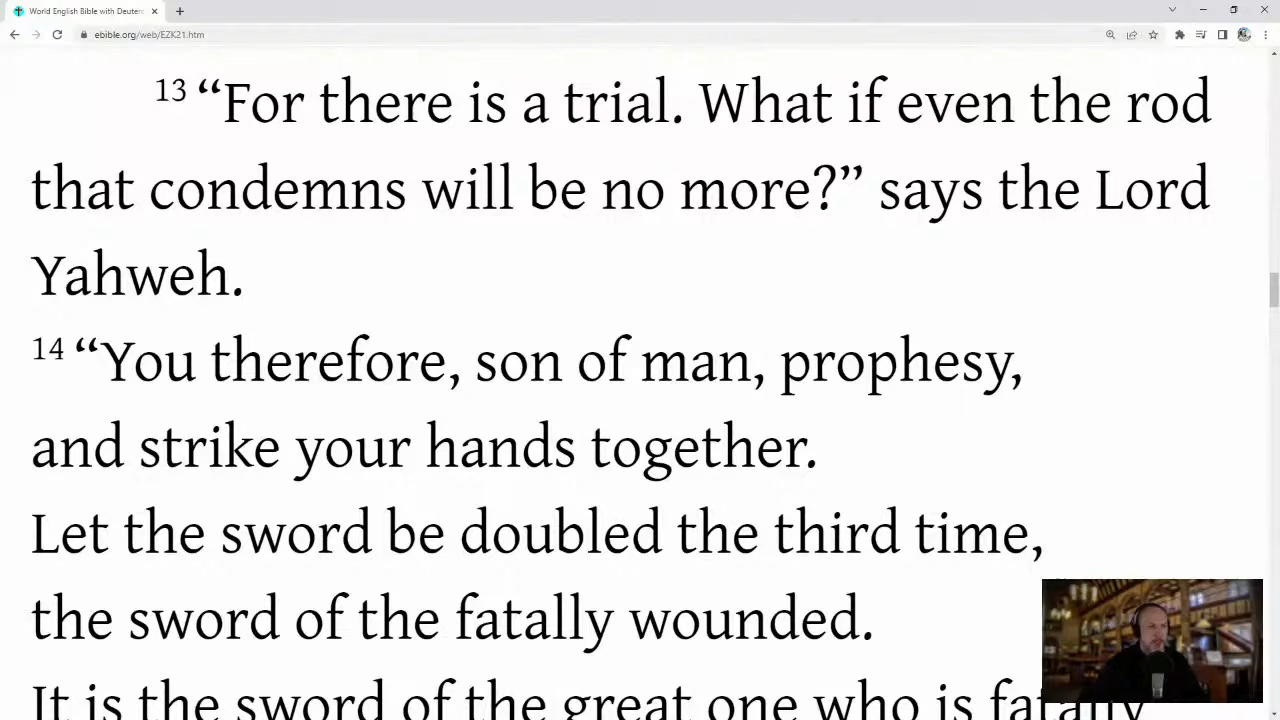 World English Bible with Deutero
ebible.org/web/EZK21.htm
13 “For there is a trial. What if even the rod
that condemns will be no more?” says the Lord
Yahweh.
14 “You therefore, son of man, prophesy,
and strike your hands together.
Let the sword be doubled the third time,
the sword of the fatally wounded.
It is the sword of the great one who is fatally